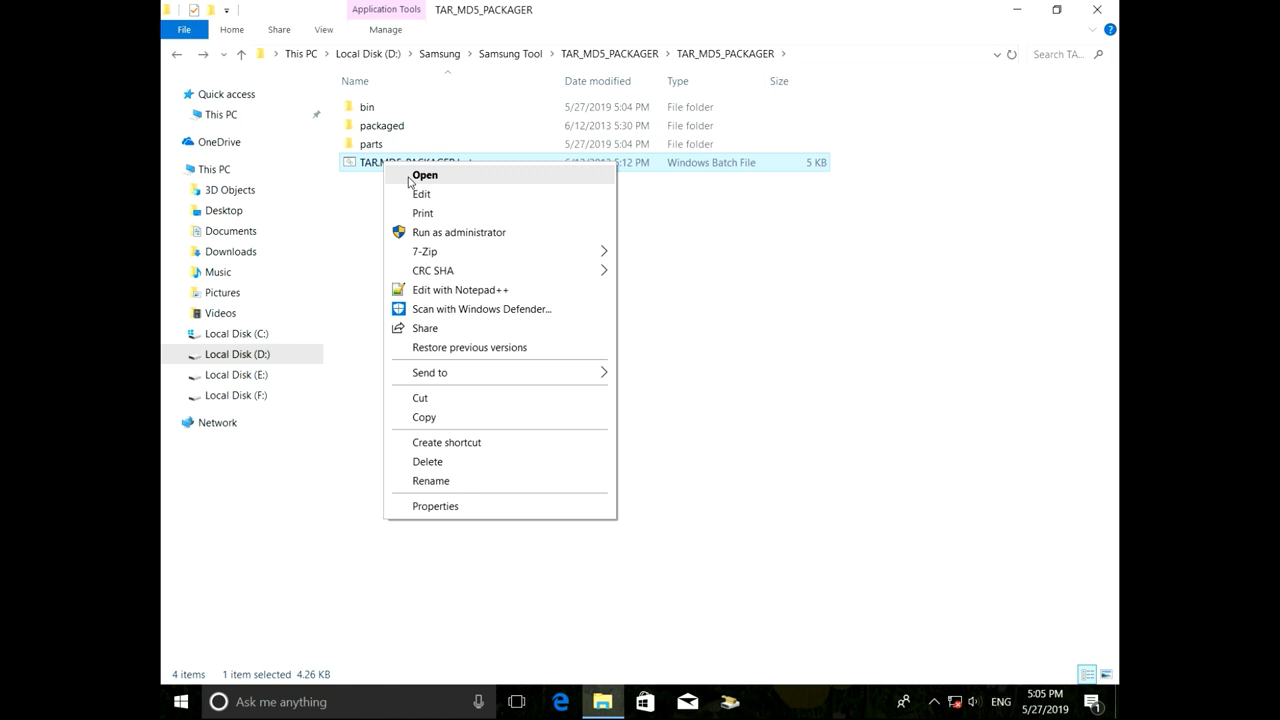 Application Tools TAR_MD5_PACKAGER
File Home Share View Manage
This PC Local Disk (D:) Samsung Samsung Tool TAR_MD5_PACKAGER TAR_MD5_PACKAGER Search TA...
Name Date modified Type Size
Quick access
This PC
OneDrive
This PC
3D Objects
Desktop
Documents
Downloads
Music
Pictures
Videos
Local Disk (C:)
Local Disk (D:)
Local Disk (E:)
Local Disk (F:)
Network
bin 5/27/2019 5:04 PM File folder
packaged 6/12/2013 5:30 PM File folder
parts 5/27/2019 5:04 PM File folder
5:12 PM Windows Batch File 5 KB
Open
Edit
Print
Run as administrator
7-Zip
CRC SHA
Edit with Notepad++
Scan with Windows Defender...
Share
Restore previous versions
Send to
Cut
Copy
Create shortcut
Delete
Rename
Properties
4 items 1 item selected 4.26 KB
Ask me anything ENG 5:05 PM
5/27/2019 1